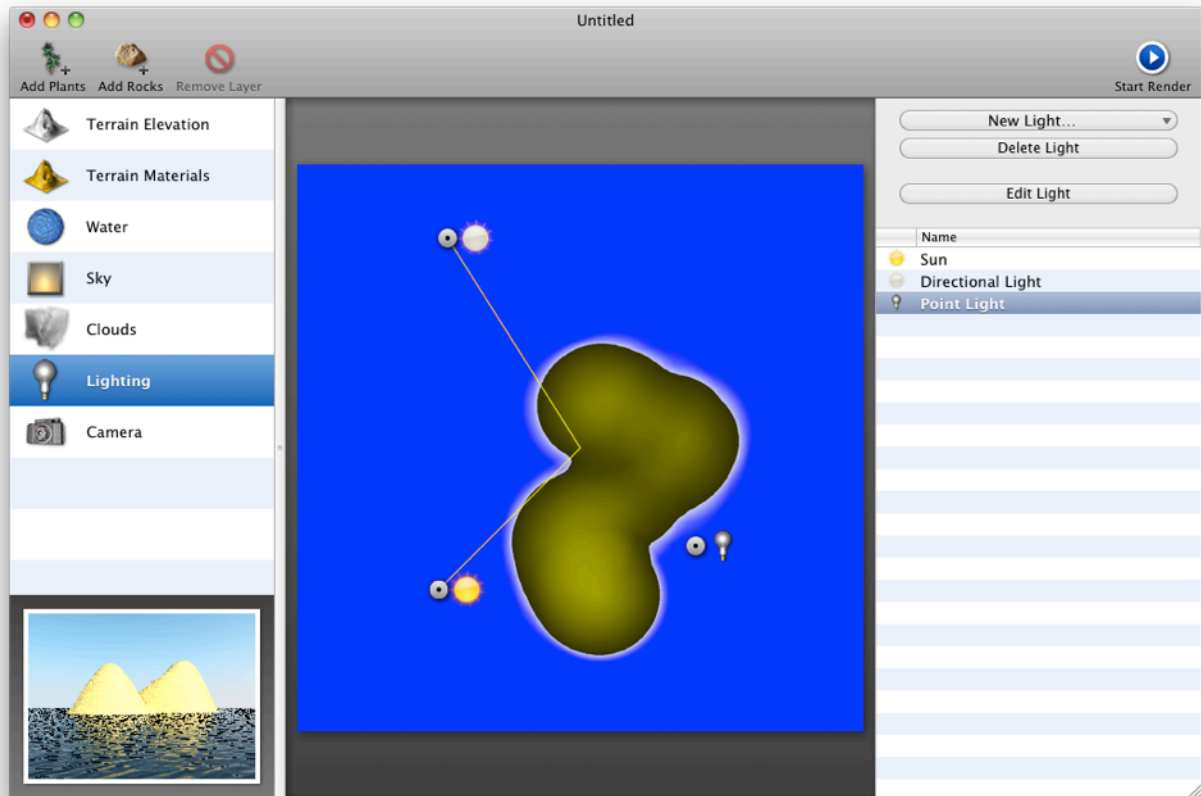 Untitled
Add Plants Add Rocks Remove Layer Start Render
Terrain Elevation
Terrain Materials
Water
Sky
Clouds
Lighting
Camera
New Light...
Delete Light
Edit Light
Name
Sun
Directional Light
Point Light